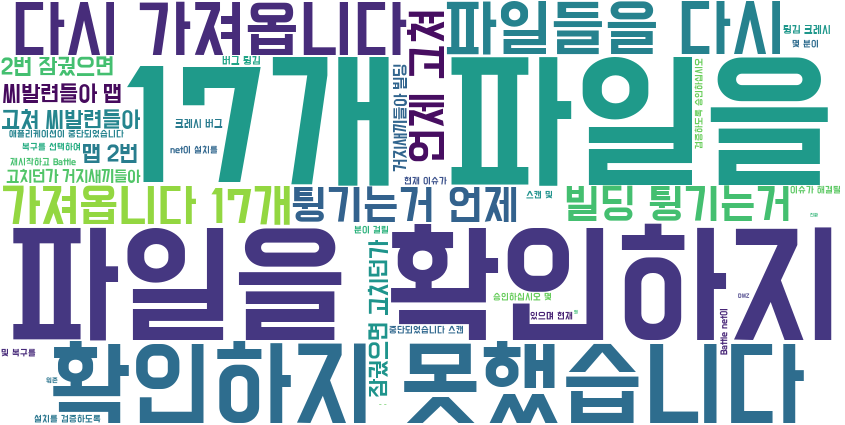 다시 가져옵니다
언제 고쳐
파일들을 다시
튕김 크레시
몇 분이
2번 잠궜으면
버그 튕김
씨발련들아 맵
17개
거지새끼들아 빌딩
파일을
검증하도록 승인하십시오
고쳐 씨발련들아
애플리케이션이 중단되었습니다
크레시 버그
복구를 선택하여
맵 2번
net이 설치를
재시작하고 Battle
고치던가 거지새끼들아
현재 이슈가
가져옵니다 17개
튕기는거 언제
스캔 및
빌딩 튕기는거
이슈가 해결될
파일을
분이 걸릴
잠궜으면 고치던가
확인하지
승인하십시오 몇
있으며 현재
DMZ
Battle net이
중단되었습니다 스캔
및 복구를
확인하지
못했습니다
설치를 검증하도록